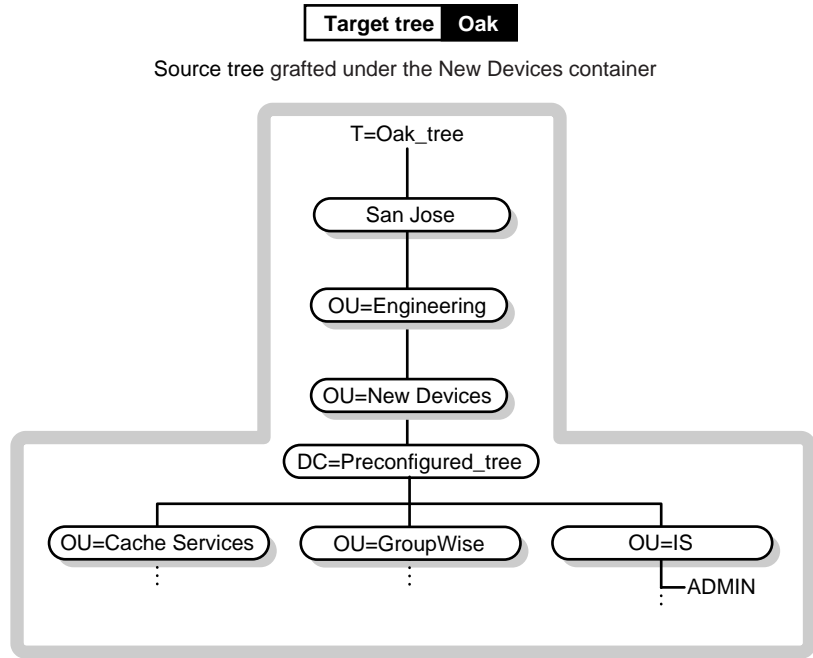 Target tree Oak
Source tree grafted under the New Devices container
T=Oak_tree
San Jose
OU=Engineering
OU=New Devices
DC=Preconfigured_tree
OU=Cache Services
OU=GroupWise
OU=IS
ADMIN